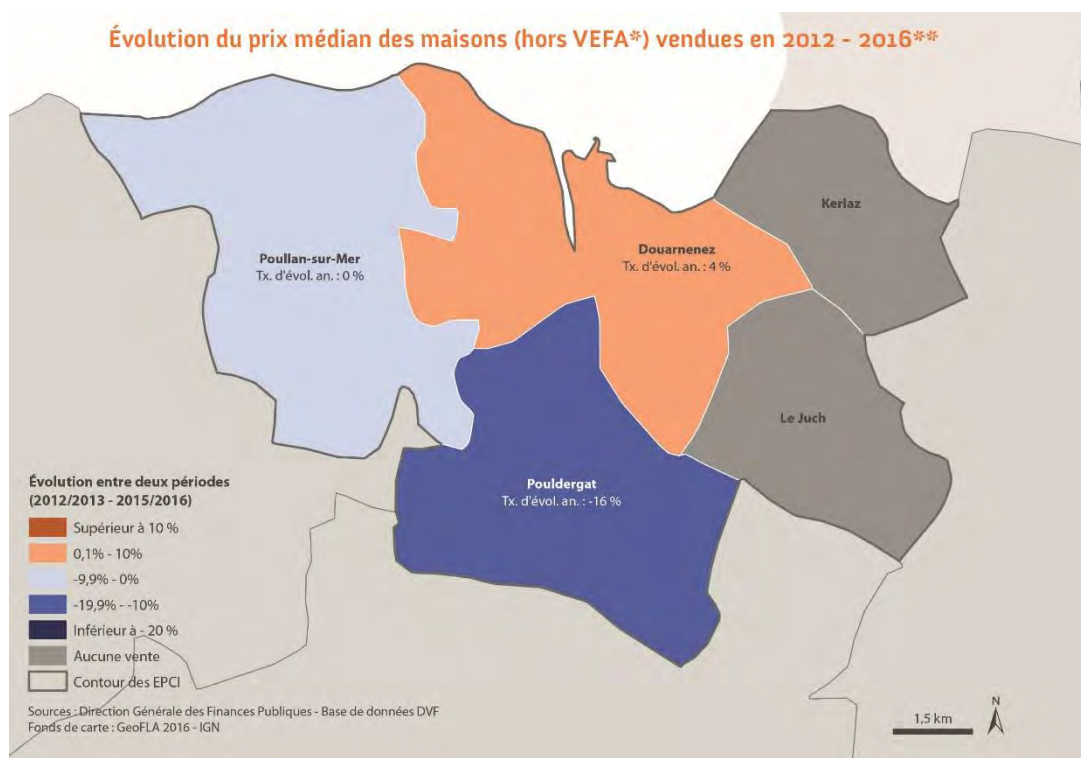 Évolution du prix médian des maisons (hors VEFA*) vendues en 2012 - 2016**
Kerlaz
Douarnenez
Tx. d'évol. an. : 4 %
Poullan-sur-Mer
Tx. d'évol. an. : 0 %
Le Juch
Pouldergat
Tx. d'évol. an. : -16 %
Évolution entre deux périodes
(2012/2013 - 2015/2016)
Supérieur à 10 %
0,1% - 10%
-9,9% - 0%
-19,9% - -10%
Inférieur à - 20 %
Aucune vente
Contour des EPCI
Sources : Direction Générale des Finances Publiques - Base de données DVF
Fonds de carte : GeoFLA 2016 - IGN
1,5 km
N